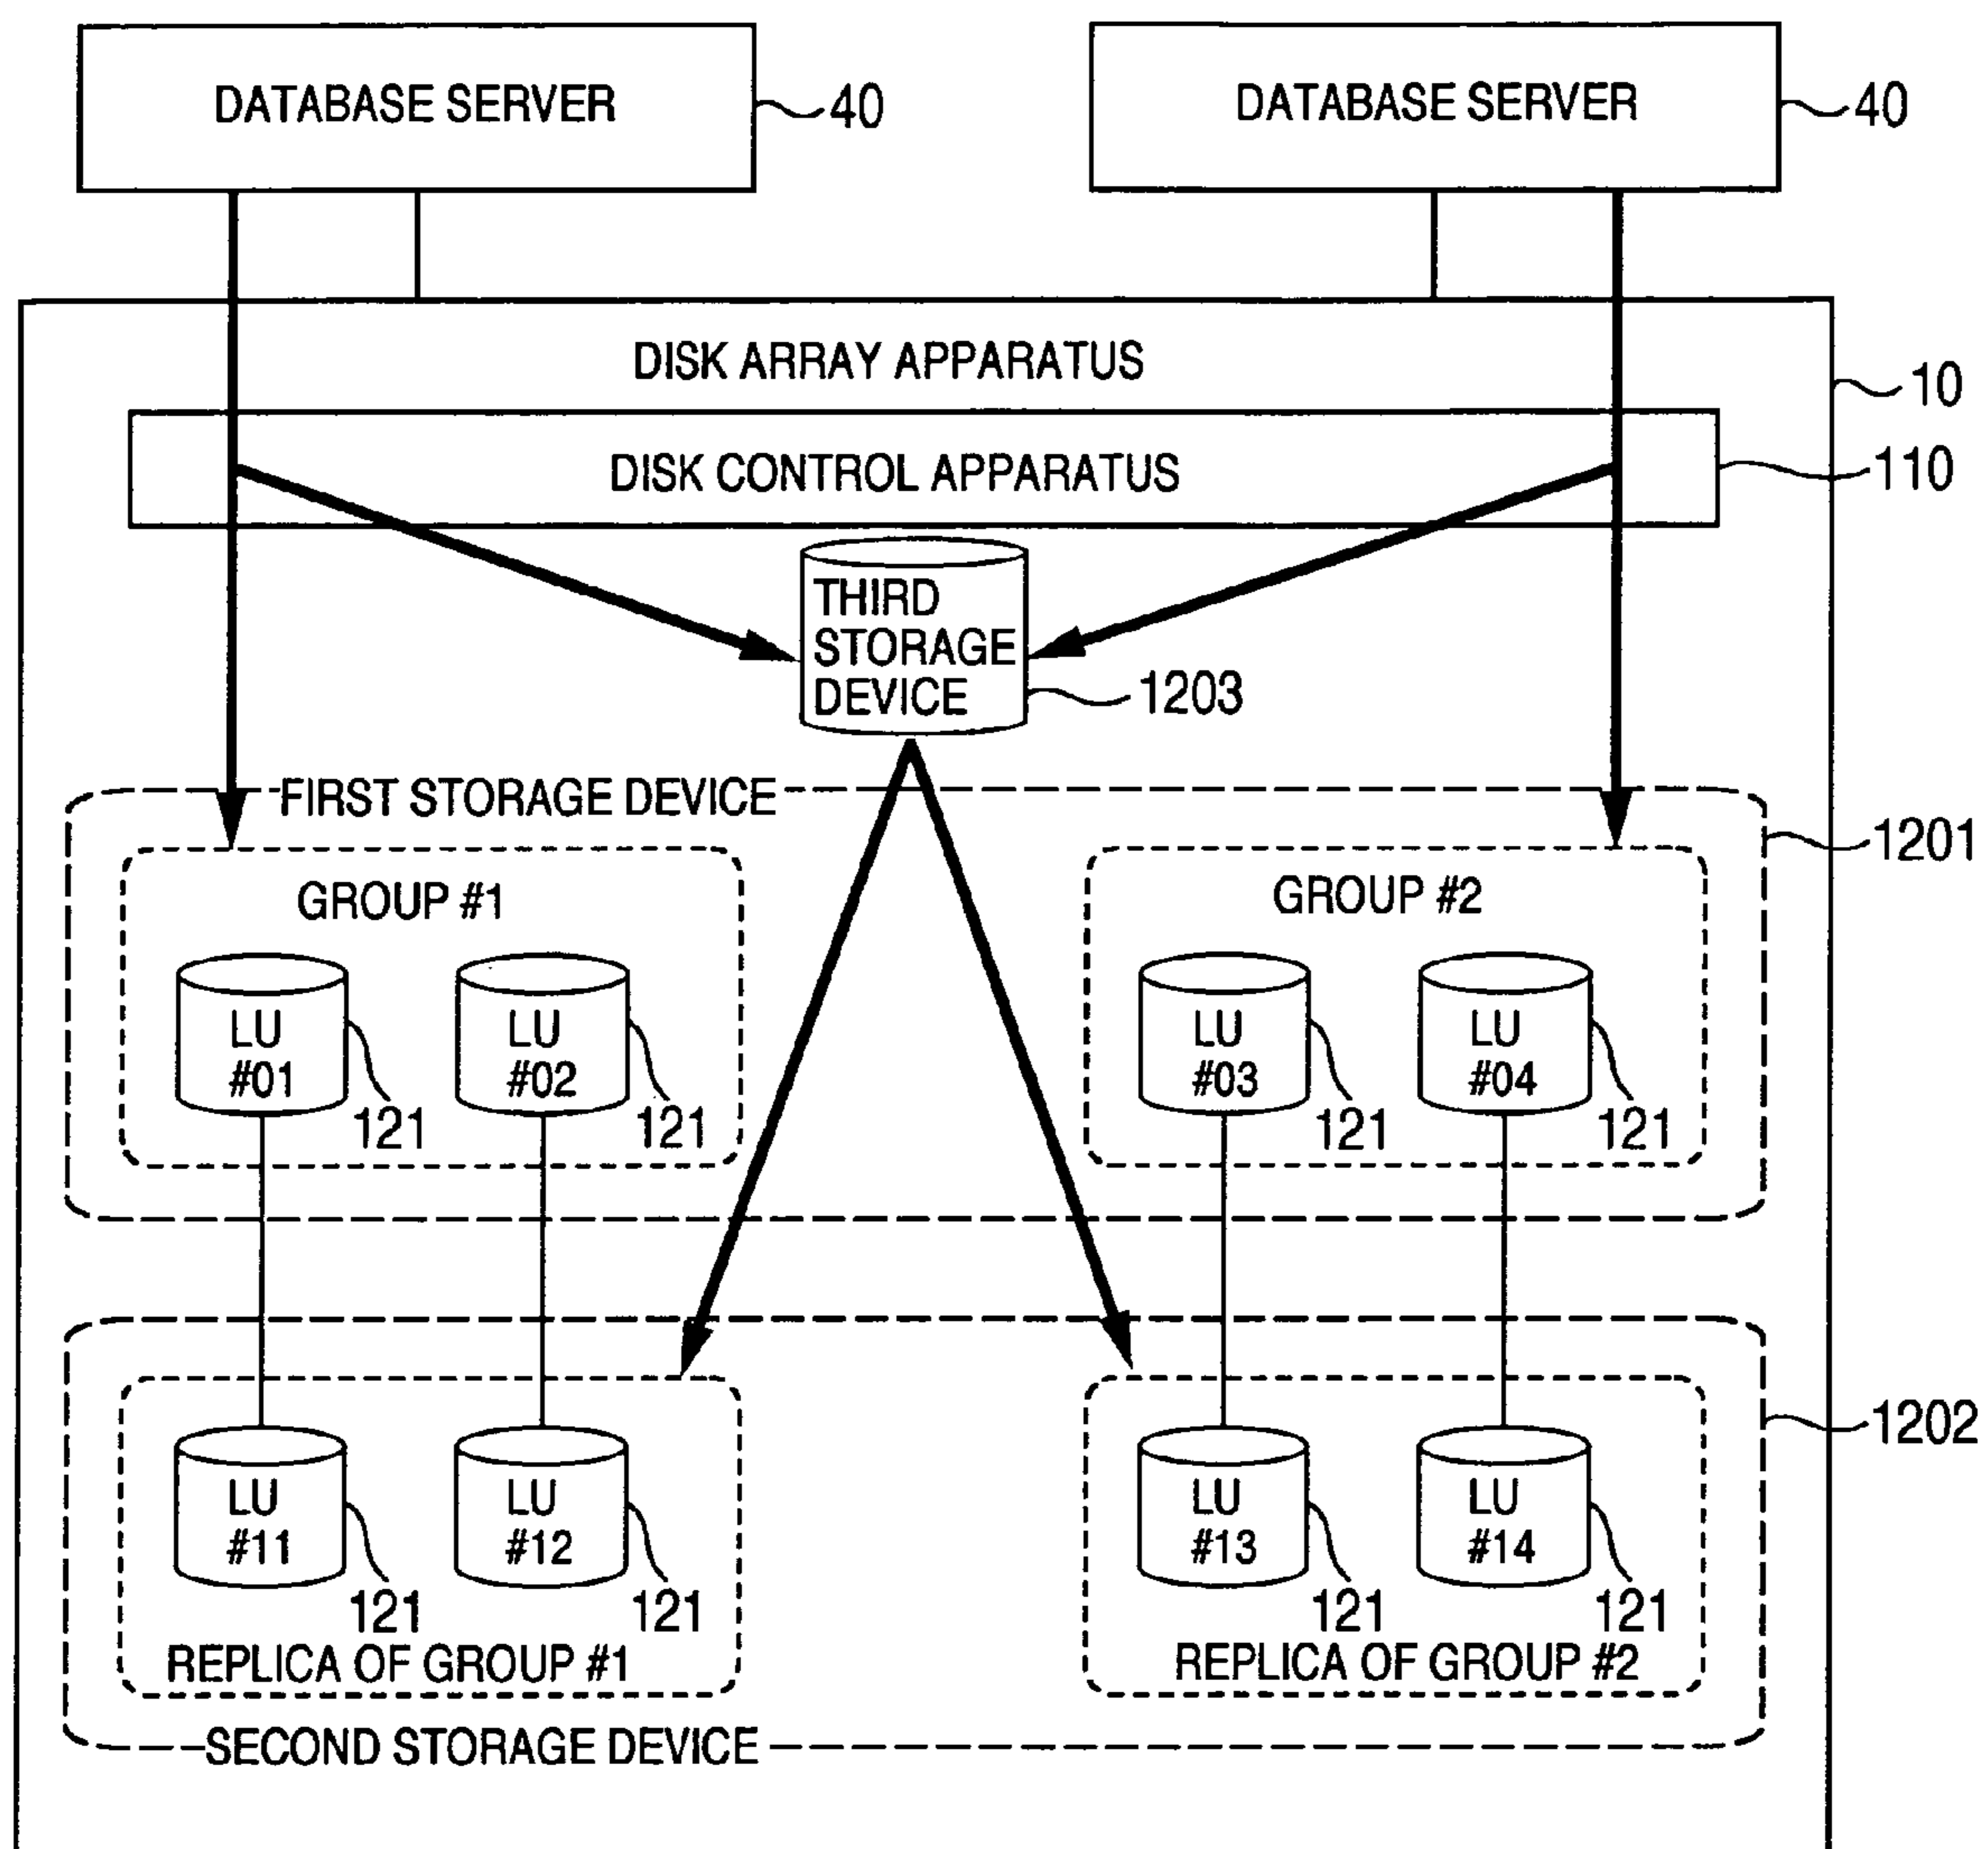 DATABASE SERVER
40
DATABASE SERVER
40
DISK ARRAY APPARATUS
10
DISK CONTROL APPARATUS
110
THIRD
STORAGE
DEVICE
1203
FIRST STORAGE DEVICE
1201
GROUP #1
GROUP #2
LU
#01
121
LU
#02
121
LU
#03
121
LU
#04
121
1202
LU
#11
121
LU
#12
121
LU
#13
121
LU
#14
121
REPLICA OF GROUP #1
REPLICA OF GROUP #2
SECOND STORAGE DEVICE